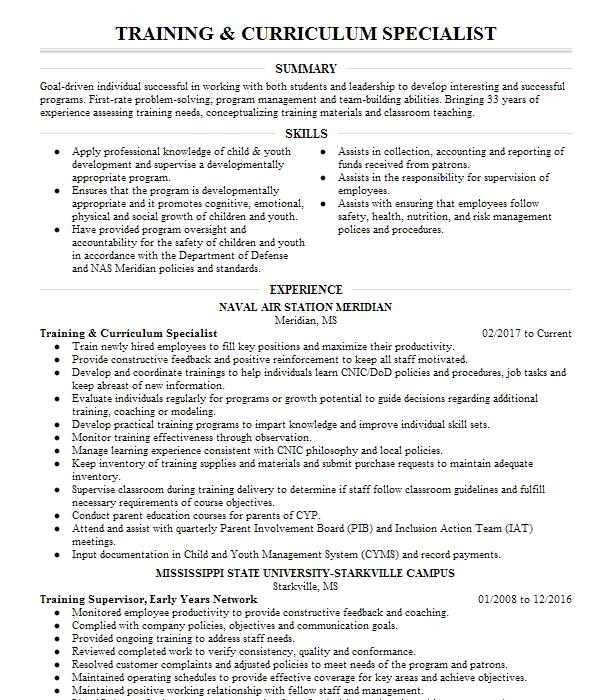 TRAINING & CURRICULUM SPECIALIST
SUMMARY
Goal-driven individual successful in working with both students and leadership to develop interesting and successful
programs. First-rate problem-solving, program management and team-building abilities. Bringing 33 years of
experience assessing training needs, conceptualizing training materials and classroom teaching.
SKILLS
● Apply professional knowledge of child & youth
development and supervise a developmentally
appropriate program.
● Ensures that the program is developmentally
appropriate and it promotes cognitive, emotional,
physical and social growth of children and youth.
● Have provided program oversight and
accountability for the safety of children and youth
in accordance with the Department of Defense
and NAS Meridian policies and standards.
● Assists in collection, accounting and reporting of
funds received from patrons.
● Assists in the responsibility for supervision of
employees.
● Assists with ensuring that employees follow
safety, health, nutrition, and risk management
polices and procedures.
EXPERIENCE
NAVAL AIR STATION MERIDIAN
Meridian, MS
Training & Curriculum Specialist 02/2017 to Current
● Train newly hired employees to fill key positions and maximize their productivity.
● Provide constructive feedback and positive reinforcement to keep all staff motivated.
● Develop and coordinate trainings to help individuals learn CNIC/DoD policies and procedures, job tasks and
keep abreast of new information.
● Evaluate individuals regularly for programs or growth potential to guide decisions regarding additional
training, coaching or modeling.
● Develop practical training programs to impart knowledge and improve individual skill sets.
● Monitor training effectiveness through observation.
● Manage learning experience consistent with CNIC philosophy and local policies.
● Keep inventory of training supplies and materials and submit purchase requests to maintain adequate
inventory.
● Supervise classroom during training delivery to determine if staff follow classroom guidelines and fulfill
necessary requirements of course objectives.
● Conduct parent education courses for parents of CYP.
● Attend and assist with quarterly Parent Involvement Board (PIB) and Inclusion Action Team (IAT)
meetings.
● Input documentation in Child and Youth Management System (CYMS) and record payments.
MISSISSIPPI STATE UNIVERSITY-STARKVILLE CAMPUS
Starkville, MS
Training Supervisor, Early Years Network 01/2008 to 12/2016
● Monitored employee productivity to provide constructive feedback and coaching.
● Complied with company policies, objectives and communication goals.
● Provided ongoing training to address staff needs.
● Reviewed completed work to verify consistency, quality and conformance.
● Resolved customer complaints and adjusted policies to meet the needs of the program and patrons.
● Maintained operating schedules to provide effective coverage for key areas and achieve objectives.
● Maintained positive working relationship with fellow staff and management.